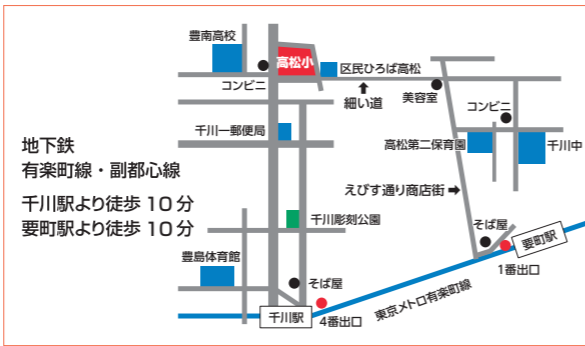 豊南高校
高松小
区民ひろば高松
コンビニ
細い道
美容室
コンビニ
千川一郵便局
高松第二保育園
千川中
地下鉄
有楽町線・副都心線
千川駅より徒歩 10 分
要町駅より徒歩 10 分
えびす通り商店街
千川彫刻公園
そば屋
要町駅
豊島体育館
1番出口
そば屋
東京メトロ有楽町線
千川駅
4番出口